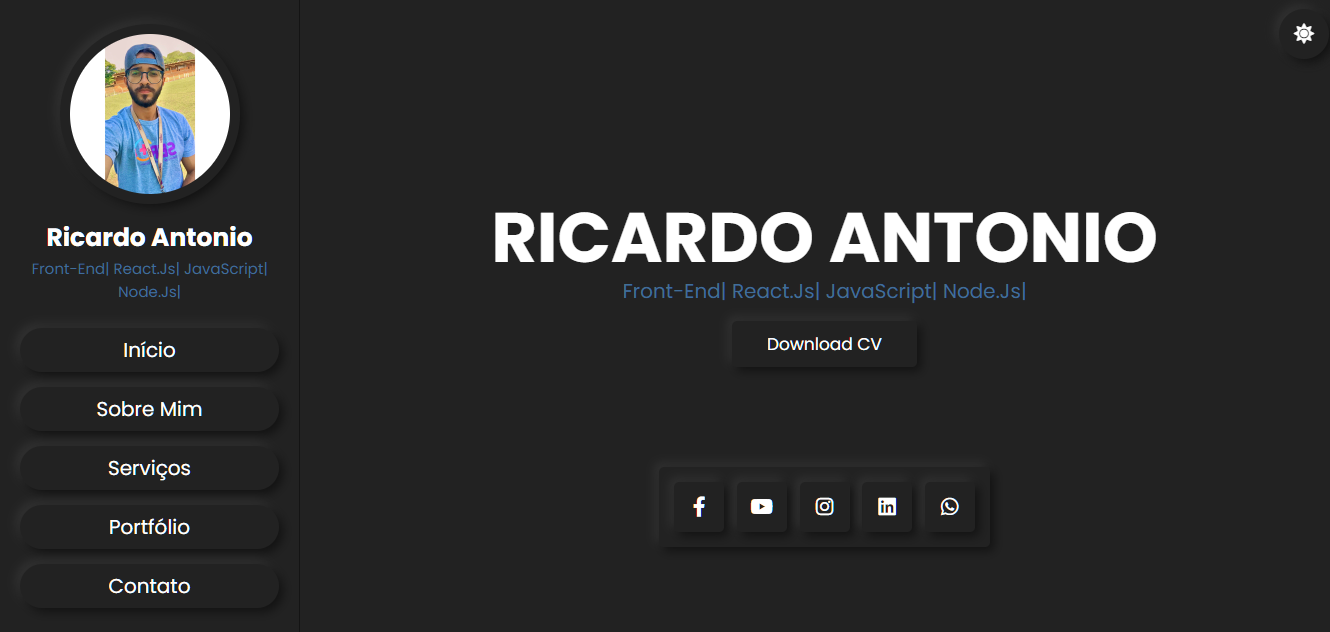 Ricardo Antonio
Front-End| React.Js| JavaScript|
Node.Js|
Início
Sobre Mim
Serviços
Portfólio
Contato
RICARDO ANTONIO
Front-End| React.Js| JavaScript| Node.Js|
Download CV